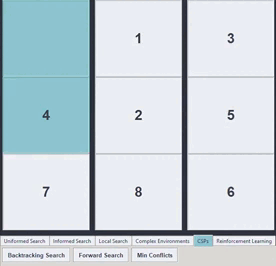 1 3
4 2 5
7 8 6
Uniformed Search Informed Search Local Search Complex Environments CSPs Reinforcement Learning
Backtracking Search Forward Search Min Conflicts